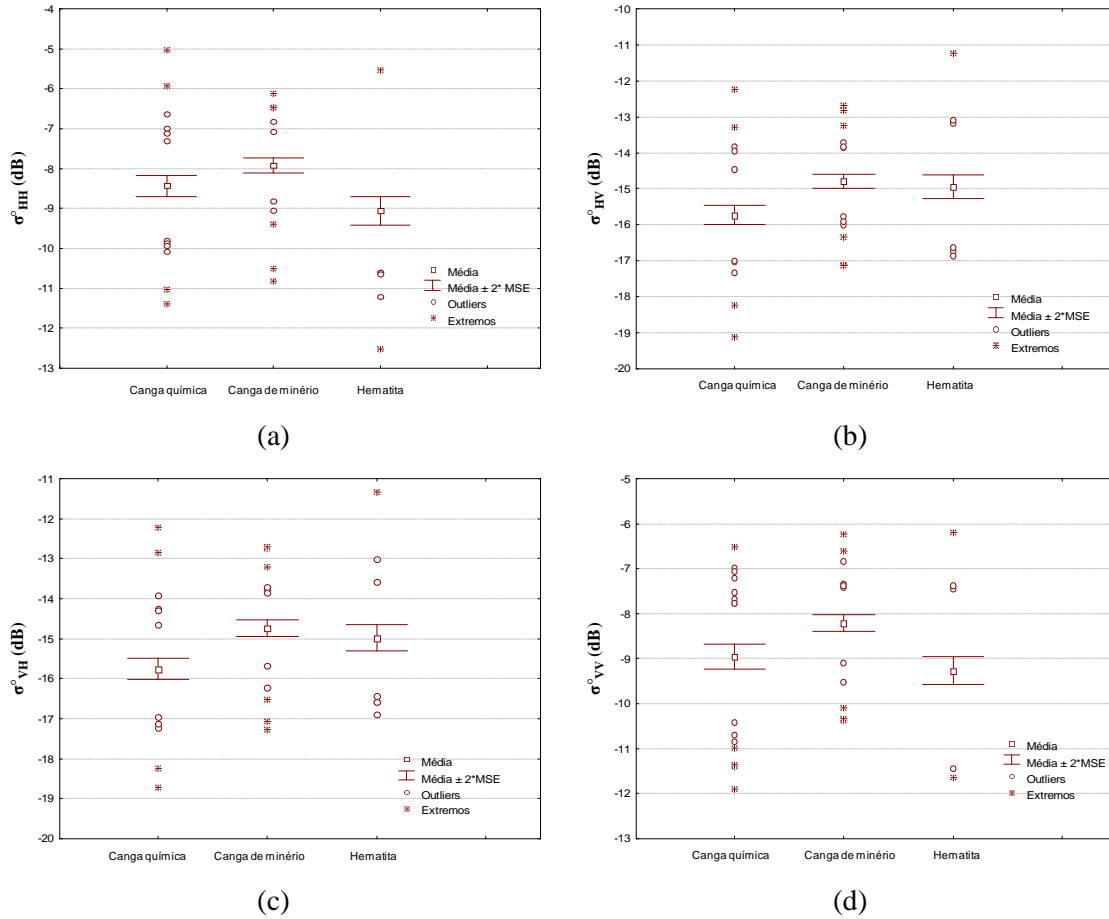 -4
-5
-6
-7
-8
-9
-10
-11
-12
-13
σ°HH (dB)
Média
Média ± 2* MSE
Outliers
Extremos
Canga química Canga de minério Hematita
(a)
-10
-11
-12
-13
-14
-15
-16
-17
-18
-19
-20
σ°HV (dB)
Média
Média ± 2*MSE
Outliers
Extremos
Canga química Canga de minério Hematita
(b)
-11
-12
-13
-14
-15
-16
-17
-18
-19
-20
σ°VH (dB)
Média
Média ± 2*MSE
Outliers
Extremos
Canga química Canga de minério Hematita
(c)
-5
-6
-7
-8
-9
-10
-11
-12
-13
σ°VV (dB)
Média
Média ± 2*MSE
Outliers
Extremos
Canga química Canga de minério Hematita
(d)